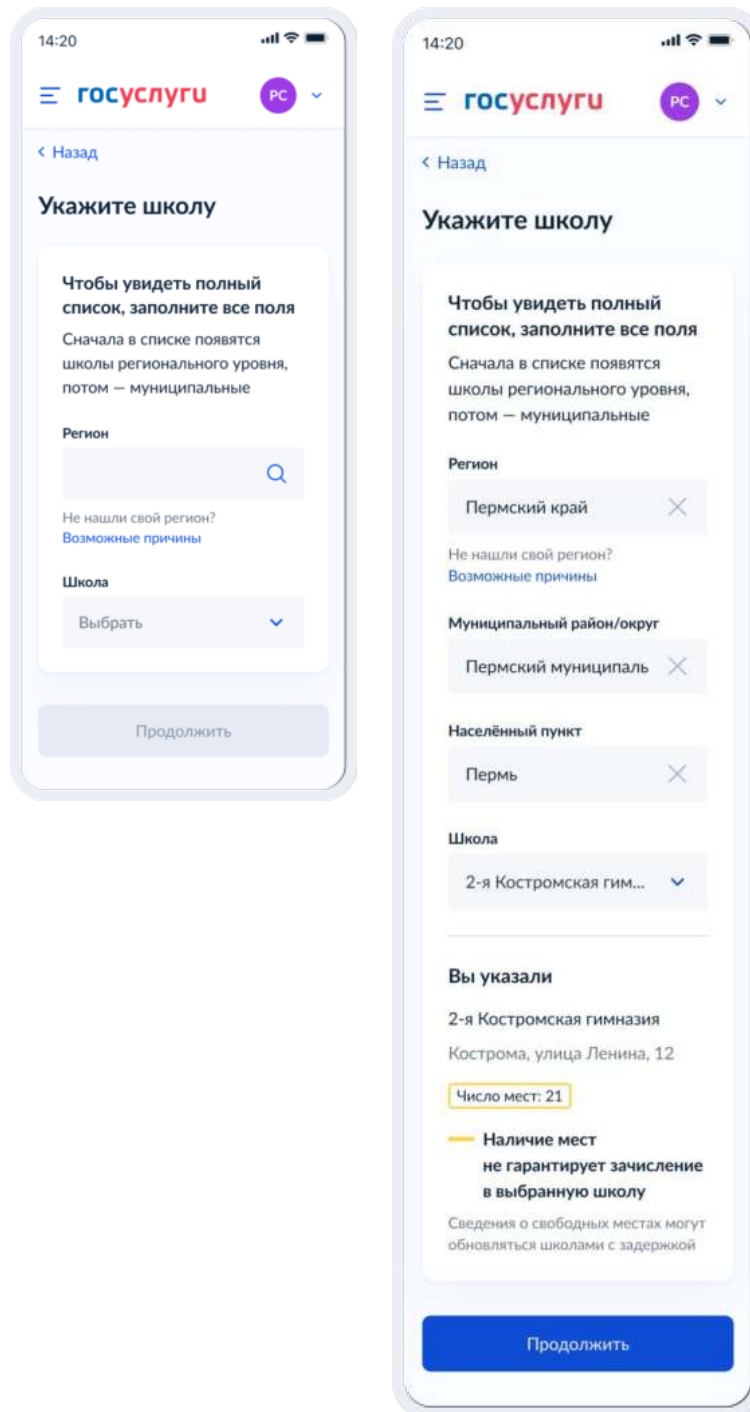 14:20
госуслуги
РС
Назад
Укажите школу
Чтобы увидеть полный
список, заполните все поля
Сначала в списке появятся
школы регионального уровня,
потом — муниципальные
Регион
Не нашли свой регион?
Возможные причины
Школа
Выбрать
Продолжить
14:20
госуслуги
РС
Назад
Укажите школу
Чтобы увидеть полный
список, заполните все поля
Сначала в списке появятся
школы регионального уровня,
потом — муниципальные
Регион
Пермский край
Не нашли свой регион?
Возможные причины
Муниципальный район/округ
Пермский муниципаль
Населённый пункт
Пермь
Школа
2-я Костромская гим...
Вы указали
2-я Костромская гимназия
Кострома, улица Ленина, 12
Число мест: 21
Наличие мест
не гарантирует зачисление
в выбранную школу
Сведения о свободных местах могут
обновляться школами с задержкой
Продолжить